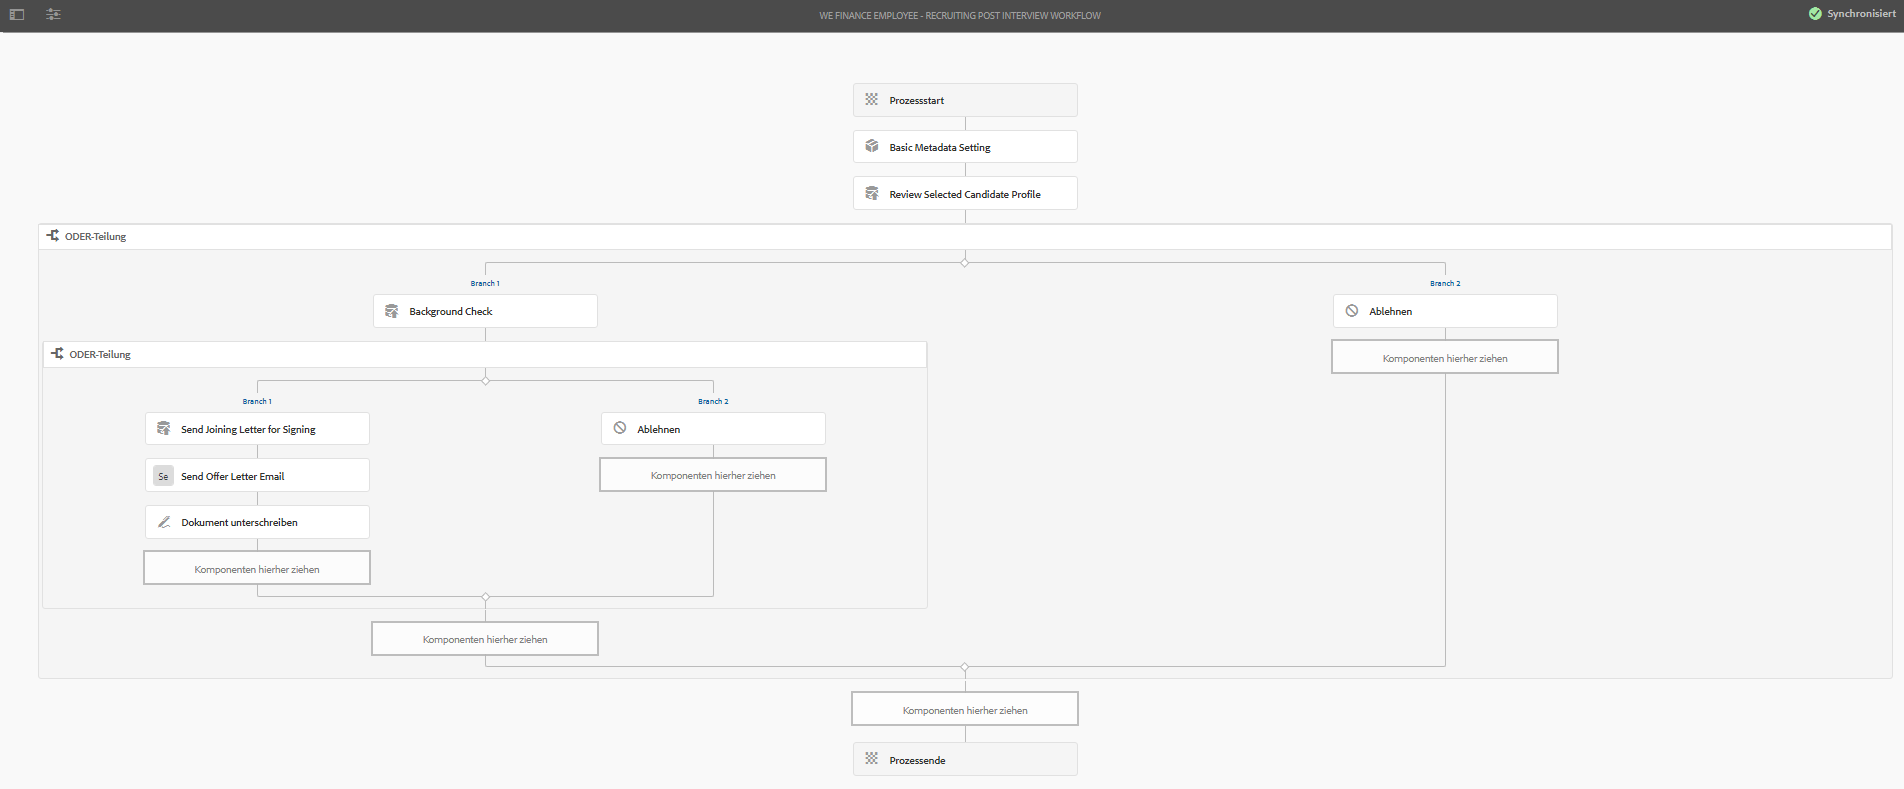 WE FINANCE EMPLOYEE - RECRUITING POST INTERVIEW WORKFLOW
Synchronisiert
Prozessstart
Basic Metadata Setting
Review Selected Candidate Profile
ODER-Teilung
Branch 1
Branch 2
Background Check
Ablehnen
ODER-Teilung
Komponenten hierher ziehen
Branch 1
Branch 2
Send Joining Letter for Signing
Ablehnen
Se
Send Offer Letter Email
Komponenten hierher ziehen
Dokument unterschreiben
Komponenten hierher ziehen
Komponenten hierher ziehen
Komponenten hierher ziehen
Prozessende